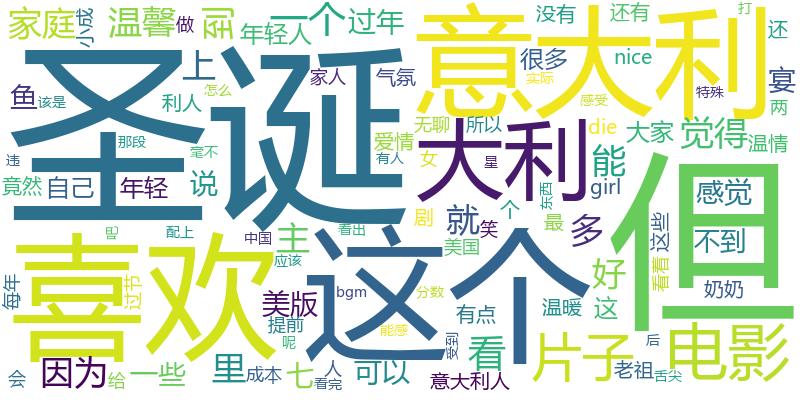 家庭
小成
温馨
做
后
一个
过年
年轻人
意大利
没有
还有
打
还
鱼
该是
圣诞
上
利人
家人
气氛
很多
nice
实际
特殊
宴
怎么
感受
两
那段
大利
无聊
所以
die
大家
觉得
违
毫不
爱情
有人
女
能
温情
竟然
自己
年轻
说
星
girl
感觉
但
喜欢
这个
主
剧
就
笑
个
东西
最
多
这些
不到
吧
配上
中国
看出
美国
应该
好
看着
奶奶
每年
过节
美版
bgm
分数
有点
温暖
这
提前
呢
能感
受到
看
片子
后
电影
因为
会
给
一些
里
成本
七
人
看完
可以
意大利人
老祖
舌尖